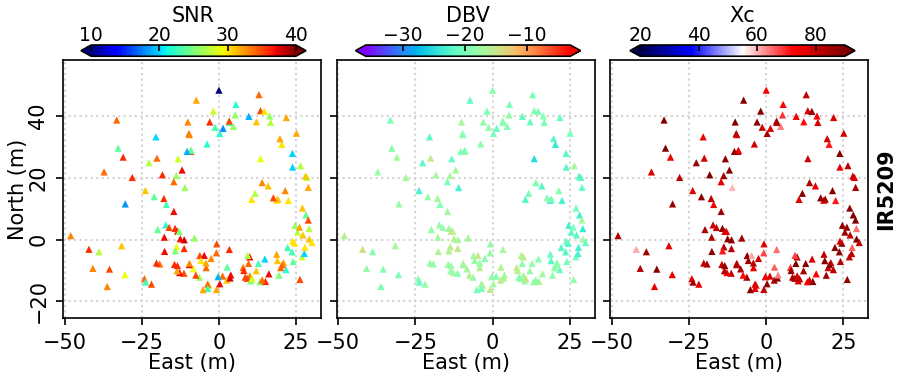 SNR DBV Xc
10 20 30 40 −30 −20 −10 20 40 60 80
40
20
0
−20
North (m)
IR5209
−50 −25 0 25 −50 −25 0 25 −50 −25 0 25
East (m) East (m) East (m)